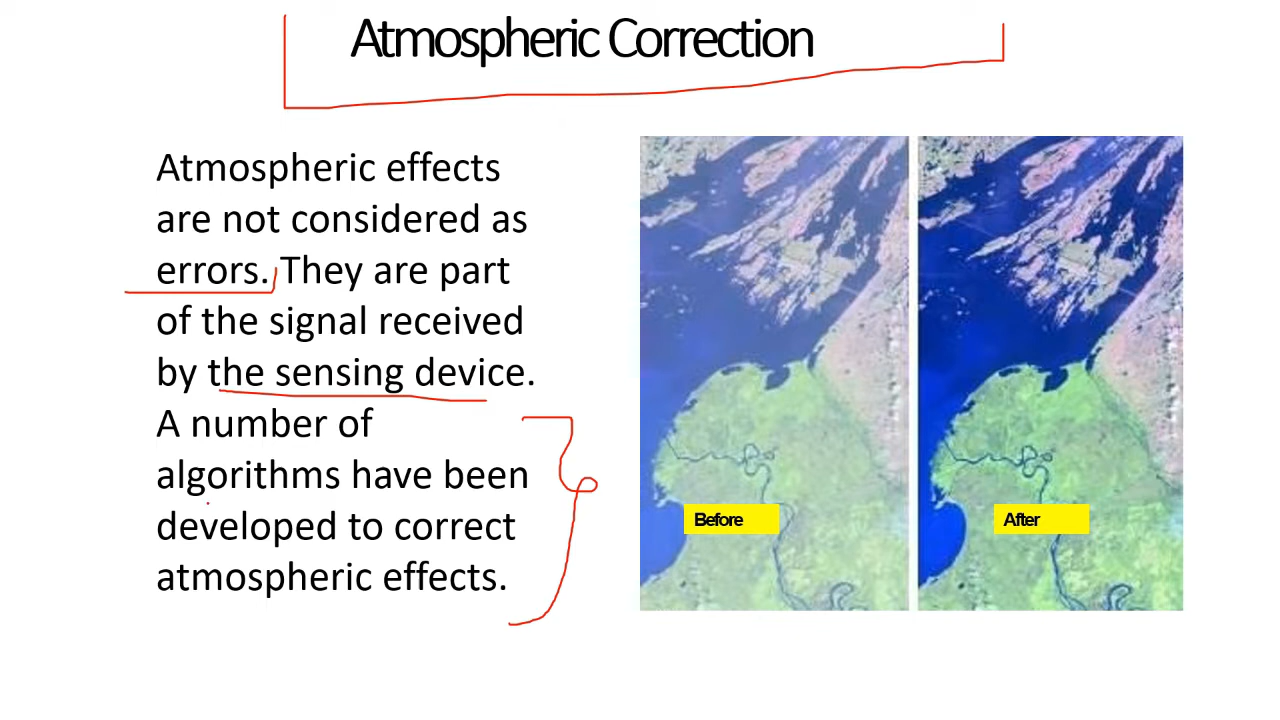 Atmospheric Correction
Atmospheric effects
are not considered as
errors. They are part
of the signal received
by the sensing device.
A number of
algorithms have been
developed to correct
atmospheric effects.
Before
After